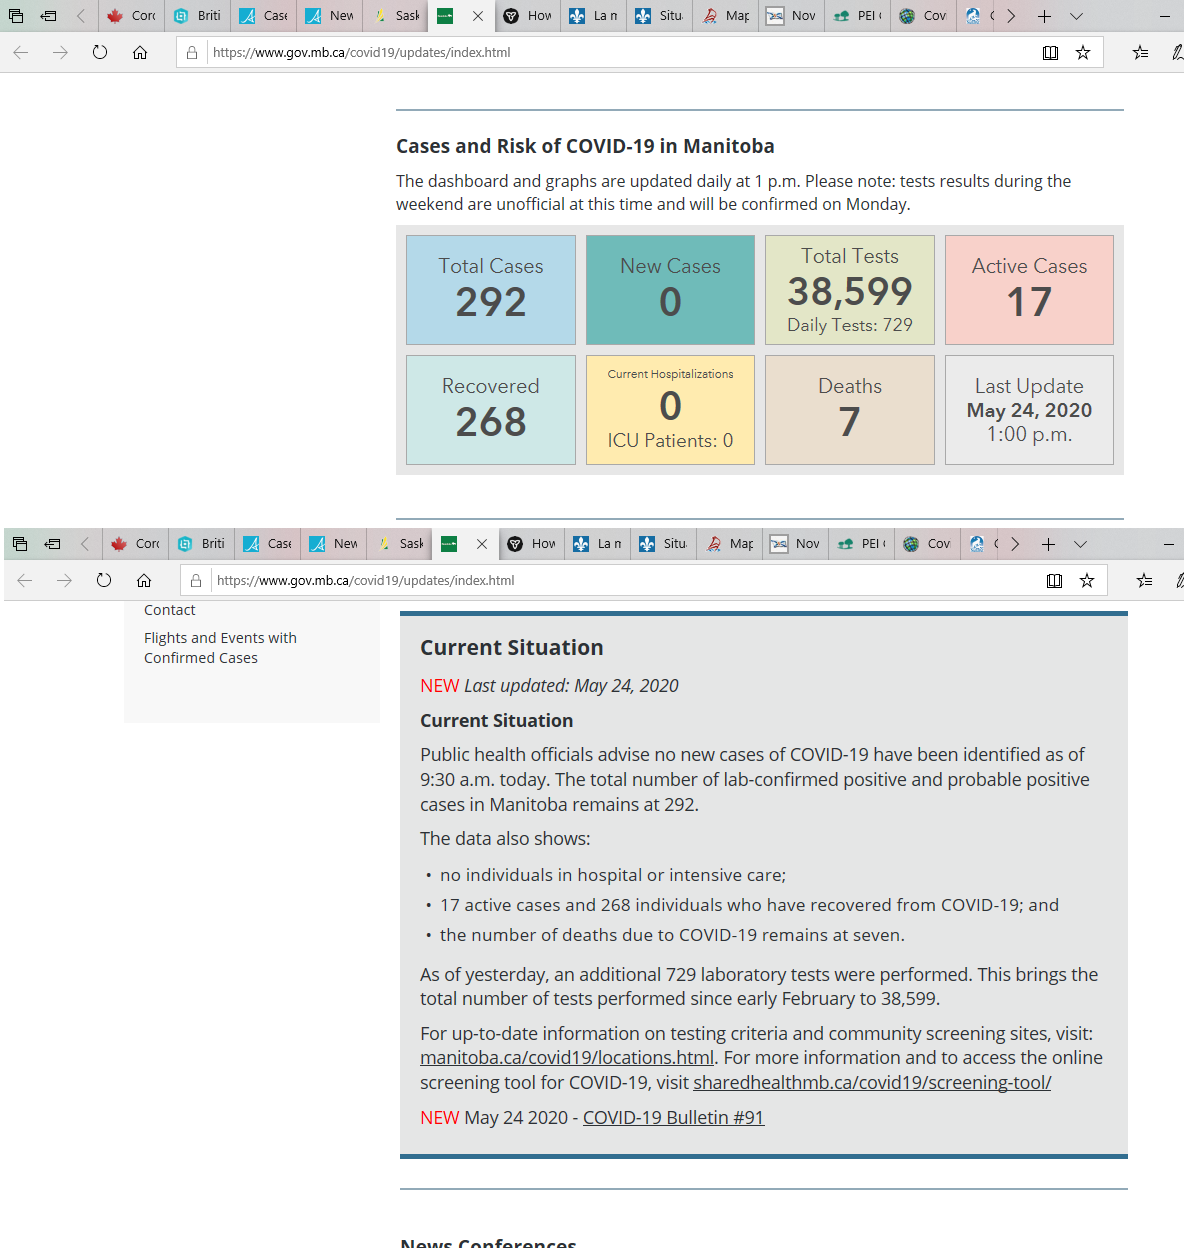 Corc
Briti
Case
New
Sask
How
La m
Situ
Map
Nov
PEI
Cov
https://www.gov.mb.ca/covid19/updates/index.html
Cases and Risk of COVID-19 in Manitoba
The dashboard and graphs are updated daily at 1 p.m. Please note: tests results during the
weekend are unofficial at this time and will be confirmed on Monday.
Total Cases
292
New Cases
0
Total Tests
38,599
Daily Tests: 729
Active Cases
17
Recovered
268
Current Hospitalizations
0
ICU Patients: 0
Deaths
7
Last Update
May 24, 2020
1:00 p.m.
Corc
Briti
Case
New
Sask
How
La m
Situ
Map
Nov
PEI
Cov
https://www.gov.mb.ca/covid19/updates/index.html
Contact
Flights and Events with
Confirmed Cases
Current Situation
NEW Last updated: May 24, 2020
Current Situation
Public health officials advise no new cases of COVID-19 have been identified as of
9:30 a.m. today. The total number of lab-confirmed positive and probable positive
cases in Manitoba remains at 292.
The data also shows:
• no individuals in hospital or intensive care;
• 17 active cases and 268 individuals who have recovered from COVID-19; and
• the number of deaths due to COVID-19 remains at seven.
As of yesterday, an additional 729 laboratory tests were performed. This brings the
total number of tests performed since early February to 38,599.
For up-to-date information on testing criteria and community screening sites, visit:
manitoba.ca/covid19/locations.html. For more information and to access the online
screening tool for COVID-19, visit sharedhealthmb.ca/covid19/screening-tool/
NEW May 24 2020 - COVID-19 Bulletin #91
News Conferences